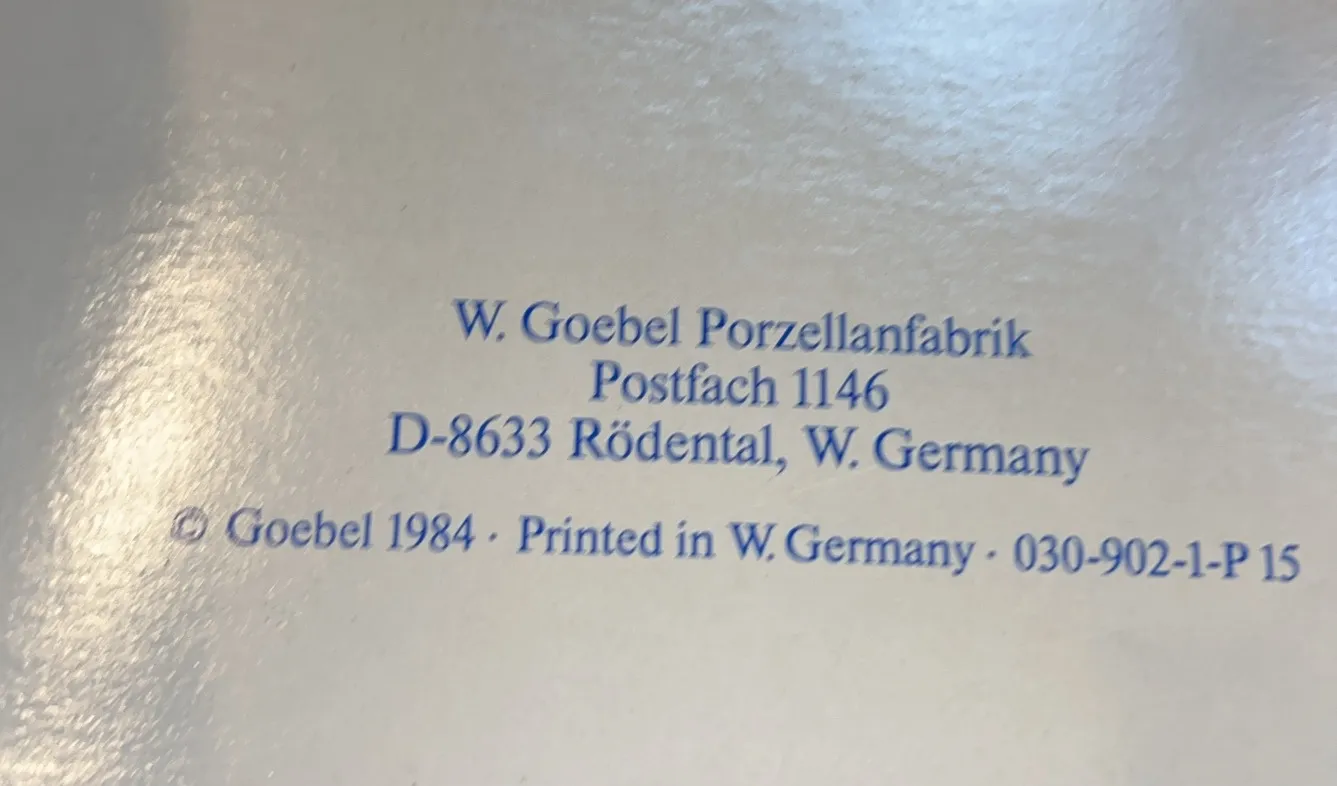 W. Goebel Porzellanfabrik
Postfach 1146
D-8633 Rödental, W. Germany
© Goebel 1984 · Printed in W. Germany · 030-902-1-P 15